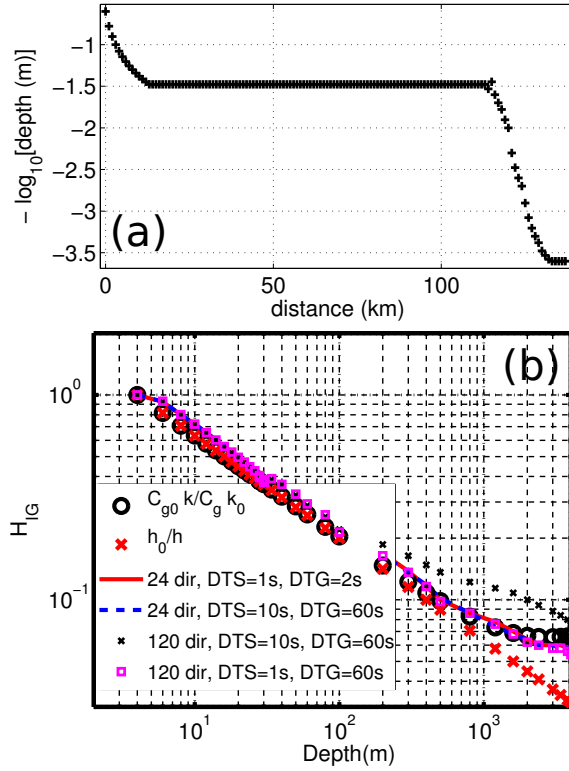 −1
−1.5
−2
−2.5
−3
−3.5
− log10[depth (m)]
(a)
0
50
100
distance (km)
(b)
10^0
10^-1
H_IG
C_g0 k/C_g k_0
h_0/h
24 dir, DTS=1s, DTG=2s
24 dir, DTS=10s, DTG=60s
120 dir, DTS=10s, DTG=60s
120 dir, DTS=1s, DTG=60s
10^1
10^2
10^3
Depth(m)